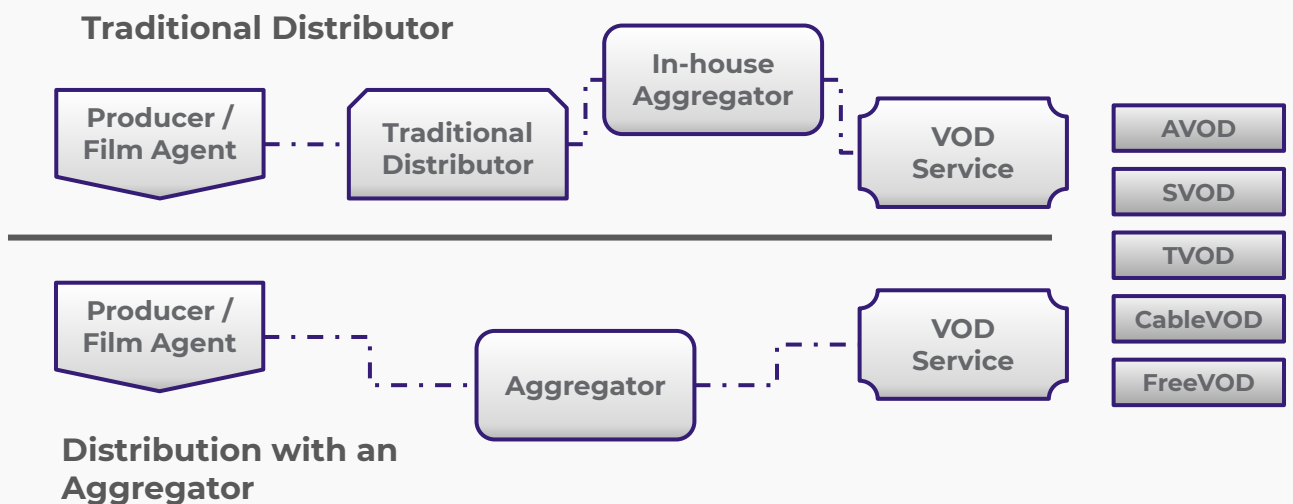 Traditional Distributor
Producer /
Film Agent
Traditional
Distributor
In-house
Aggregator
VOD
Service
AVOD
SVOD
TVOD
CableVOD
FreeVOD
Producer /
Film Agent
Aggregator
VOD
Service
Distribution with an
Aggregator